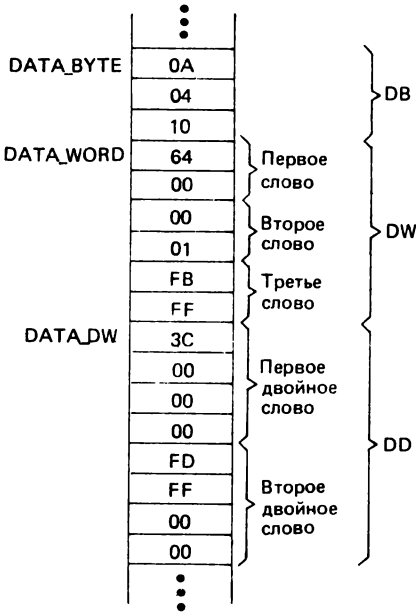 DATA_BYTE 0A
04 DB
10
DATA_WORD 64 Первое
00 слово
00 Второе DW
01 слово
FB Третье
FF слово
DATA_DW 3C
00 Первое
00 двойное
00 слово
FD DD
FF Второе
00 двойное
00 слово